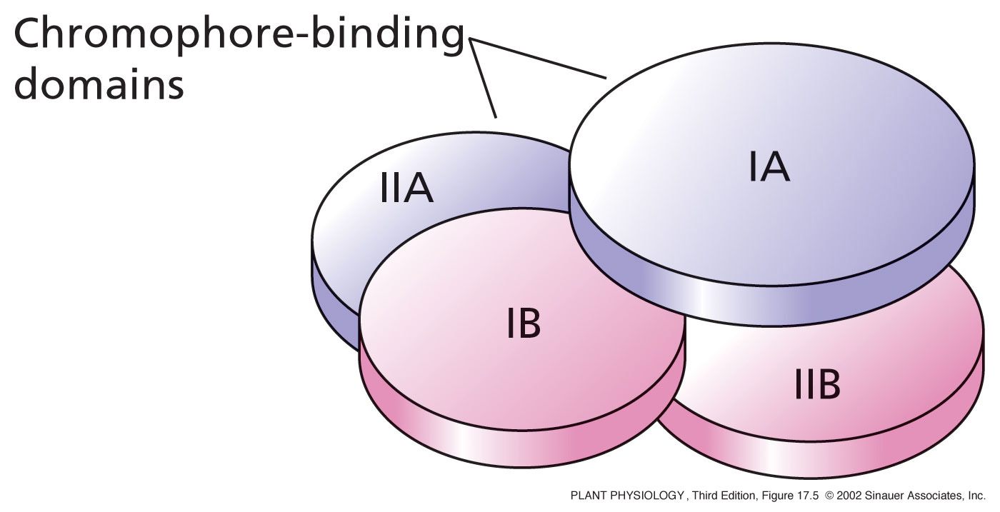 Chromophore-binding
domains
IA
IIA
IB
IIB
PLANT PHYSIOLOGY, Third Edition, Figure 17.5 © 2002 Sinauer Associates, Inc.